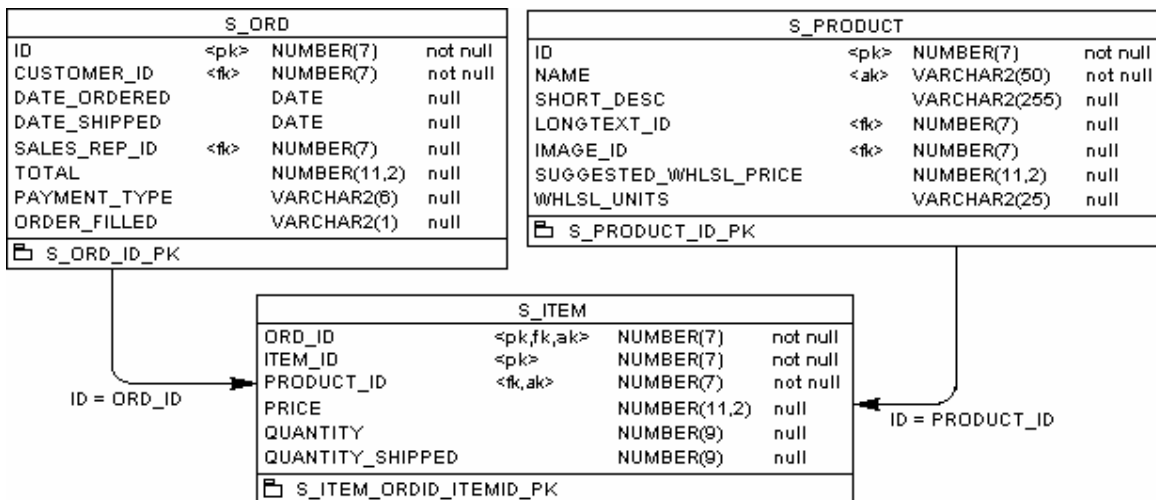 S_ORD
ID <pk> NUMBER(7) not null
CUSTOMER_ID <fk> NUMBER(7) not null
DATE_ORDERED DATE null
DATE_SHIPPED DATE null
SALES_REP_ID <fk> NUMBER(7) null
TOTAL NUMBER(11,2) null
PAYMENT_TYPE VARCHAR2(6) null
ORDER_FILLED VARCHAR2(1) null
S_ORD_ID_PK
S_PRODUCT
ID <pk> NUMBER(7) not null
NAME <ak> VARCHAR2(50) not null
SHORT_DESC VARCHAR2(255) null
LONGTEXT_ID <fk> NUMBER(7) null
IMAGE_ID <fk> NUMBER(7) null
SUGGESTED_WHLSL_PRICE NUMBER(11,2) null
WHLSL_UNITS VARCHAR2(25) null
S_PRODUCT_ID_PK
S_ITEM
ORD_ID <pk,fk,ak> NUMBER(7) not null
ITEM_ID <pk> NUMBER(7) not null
PRODUCT_ID <fk,ak> NUMBER(7) not null
PRICE NUMBER(11,2) null
QUANTITY NUMBER(9) null
QUANTITY_SHIPPED NUMBER(9) null
S_ITEM_ORDID_ITEMID_PK
ID = ORD_ID
ID = PRODUCT_ID